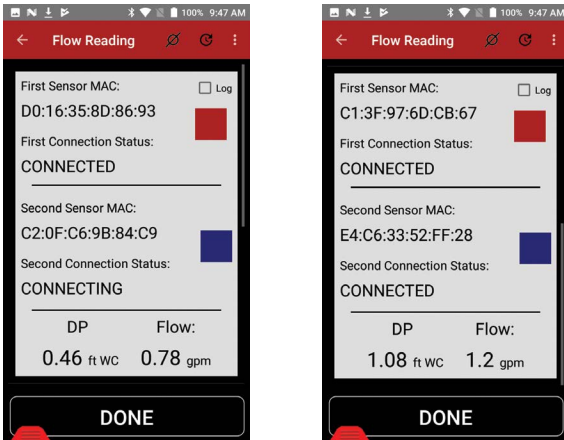 100% 9:47 AM
Flow Reading
First Sensor MAC:
Log
D0:16:35:8D:86:93
First Connection Status:
CONNECTED
Second Sensor MAC:
C2:0F:C6:9B:84:C9
Second Connection Status:
CONNECTING
DP Flow:
0.46 ft WC 0.78 gpm
DONE
100% 9:47 AM
Flow Reading
First Sensor MAC:
Log
C1:3F:97:6D:CB:67
First Connection Status:
CONNECTED
Second Sensor MAC:
E4:C6:33:52:FF:28
Second Connection Status:
CONNECTED
DP Flow:
1.08 ft WC 1.2 gpm
DONE